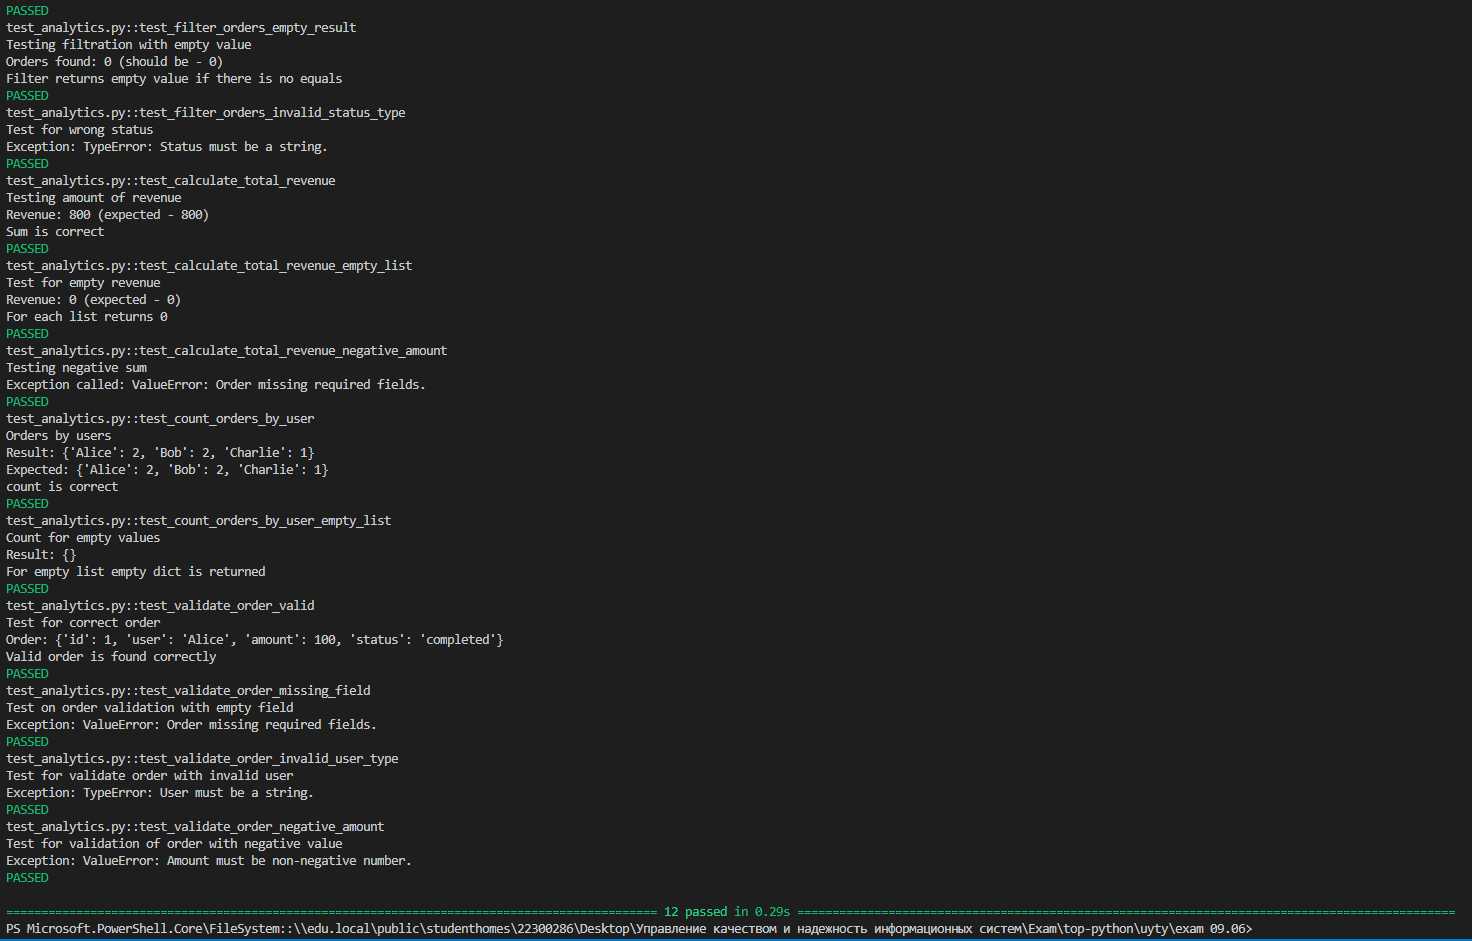 PASSED
test_analytics.py::test_filter_orders_empty_result
Testing filtration with empty value
Orders found: 0 (should be - 0)
Filter returns empty value if there is no equals
PASSED
test_analytics.py::test_filter_orders_invalid_status_type
Test for wrong status
Exception: TypeError: Status must be a string.
PASSED
test_analytics.py::test_calculate_total_revenue
Testing amount of revenue
Revenue: 800 (expected - 800)
Sum is correct
PASSED
test_analytics.py::test_calculate_total_revenue_empty_list
Test for empty revenue
Revenue: 0 (expected - 0)
For each list returns 0
PASSED
test_analytics.py::test_calculate_total_revenue_negative_amount
Testing negative sum
Exception called: ValueError: Order missing required fields.
PASSED
test_analytics.py::test_count_orders_by_user
Orders by users
Result: {'Alice': 2, 'Bob': 2, 'Charlie': 1}
Expected: {'Alice': 2, 'Bob': 2, 'Charlie': 1}
count is correct
PASSED
test_analytics.py::test_count_orders_by_user_empty_list
Count for empty values
Result: {}
For empty list empty dict is returned
PASSED
test_analytics.py::test_validate_order_valid
Test for correct order
Order: {'id': 1, 'user': 'Alice', 'amount': 100, 'status': 'completed'}
Valid order is found correctly
PASSED
test_analytics.py::test_validate_order_missing_field
Test on order validation with empty field
Exception: ValueError: Order missing required fields.
PASSED
test_analytics.py::test_validate_order_invalid_user_type
Test for validate order with invalid user
Exception: TypeError: User must be a string.
PASSED
test_analytics.py::test_validate_order_negative_amount
Test for validation of order with negative value
Exception: ValueError: Amount must be non-negative number.
PASSED
============================================================================================= 12 passed in 0.29s ==============================================================================================
PS Microsoft.PowerShell.Core\FileSystem::\\edu.local\public\studenthomes\22300286\Desktop\Управление качеством и надежность информационных систем\Exam\top-python\uyty\exam 09.06>